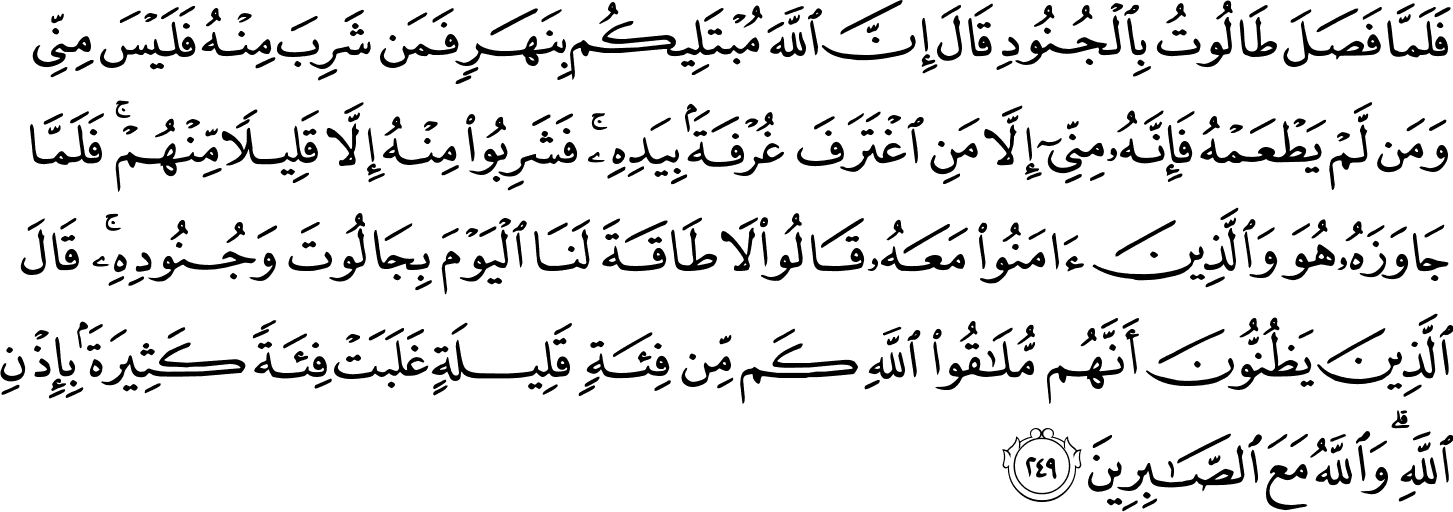 فَلَمَّا فَصَلَ طَالُوتُ بِٱلْجُنُودِ قَالَ إِنَّ ٱللَّهَ مُبْتَلِيكُم بِنَهَرٍ فَمَن شَرِبَ مِنْهُ فَلَيْسَ مِنِّى
وَمَن لَّمْ يَطْعَمْهُ فَإِنَّهُۥ مِنِّىٓ إِلَّا مَنِ ٱغْتَرَفَ غُرْفَةًۢ بِيَدِهِۦ ۚ فَشَرِبُوا۟ مِنْهُ إِلَّا قَلِيلًا مِّنْهُمْ ۚ فَلَمَّا
جَاوَزَهُۥ هُوَ وَٱلَّذِينَ ءَامَنُوا۟ مَعَهُۥ قَالُوا۟ لَا طَاقَةَ لَنَا ٱلْيَوْمَ بِجَالُوتَ وَجُنُودِهِۦ ۚ قَالَ
ٱلَّذِينَ يَظُنُّونَ أَنَّهُم مُّلَـٰقُوا۟ ٱللَّهِ كَم مِّن فِئَةٍ قَلِيلَةٍ غَلَبَتْ فِئَةً كَثِيرَةًۢ بِإِذْنِ
ٱللَّهِ ۗ وَٱللَّهُ مَعَ ٱلصَّـٰبِرِينَ ٢٤٩